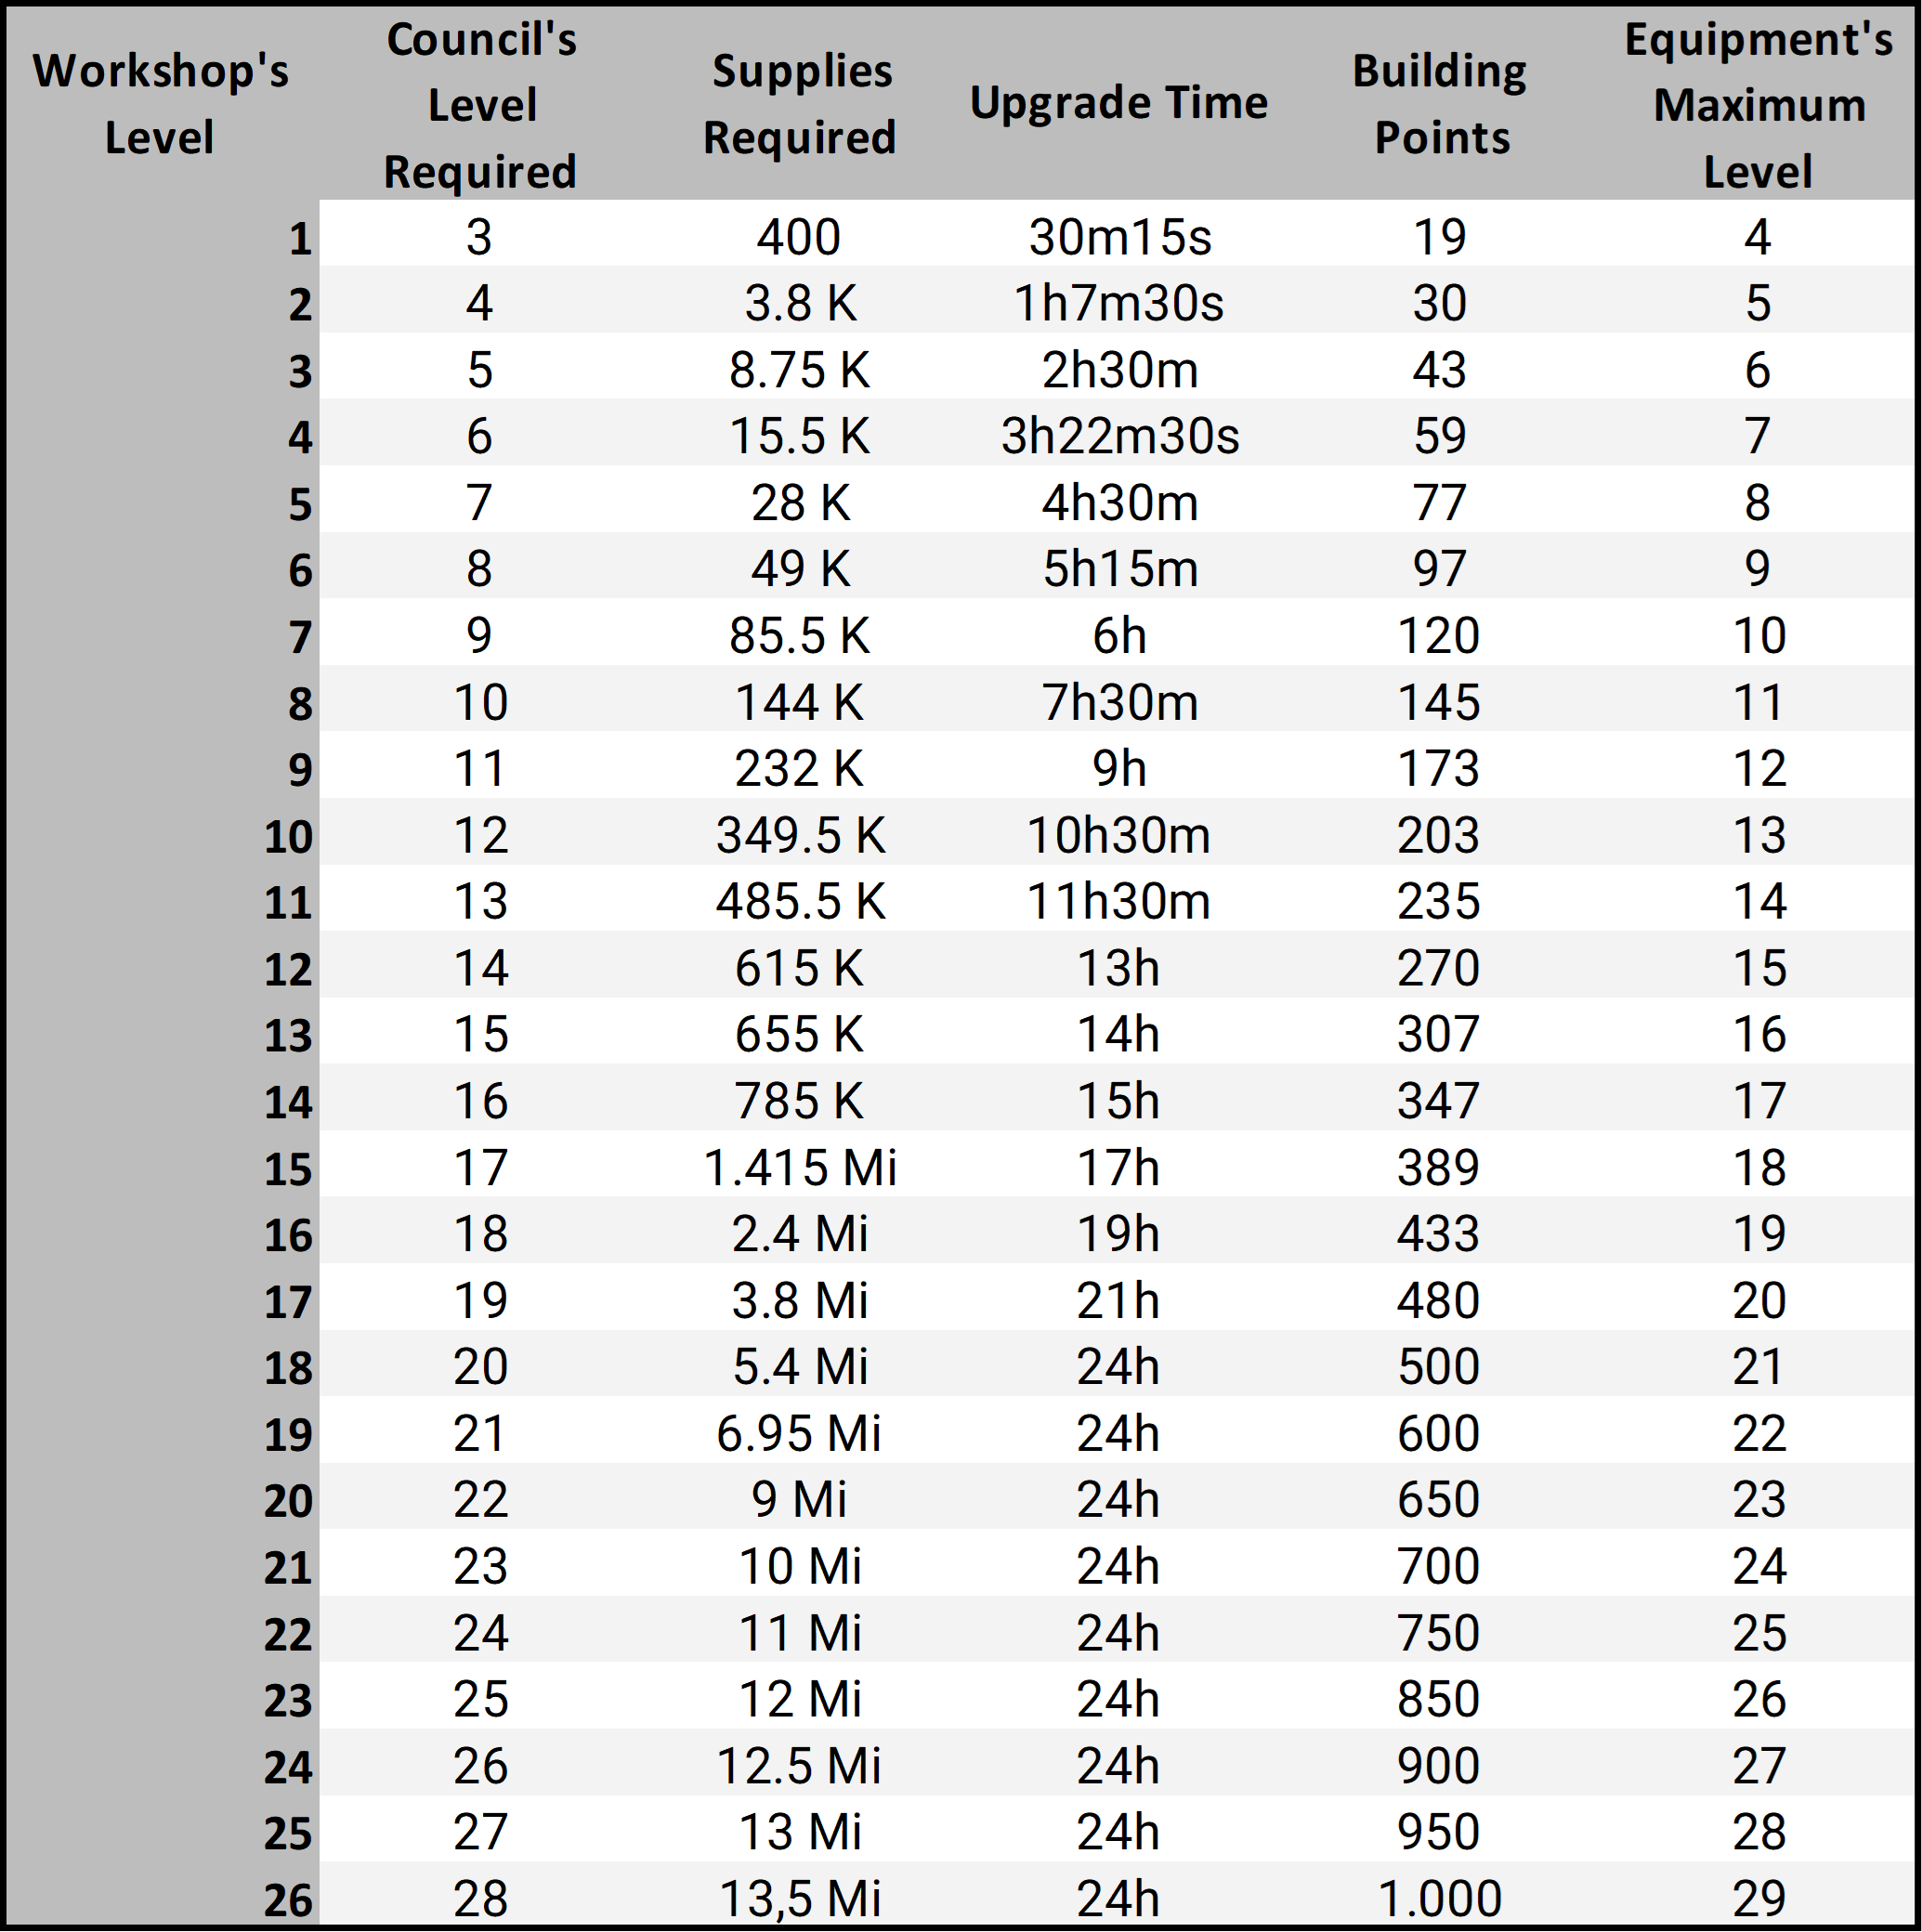 Workshop's Level Council's Level Required Supplies Required Upgrade Time Building Points Equipment's Maximum Level
1 3 400 30m15s 19 4
2 4 3.8 K 1h7m30s 30 5
3 5 8.75 K 2h30m 43 6
4 6 15.5 K 3h22m30s 59 7
5 7 28 K 4h30m 77 8
6 8 49 K 5h15m 97 9
7 9 85.5 K 6h 120 10
8 10 144 K 7h30m 145 11
9 11 232 K 9h 173 12
10 12 349.5 K 10h30m 203 13
11 13 485.5 K 11h30m 235 14
12 14 615 K 13h 270 15
13 15 655 K 14h 307 16
14 16 785 K 15h 347 17
15 17 1.415 Mi 17h 389 18
16 18 2.4 Mi 19h 433 19
17 19 3.8 Mi 21h 480 20
18 20 5.4 Mi 24h 500 21
19 21 6.95 Mi 24h 600 22
20 22 9 Mi 24h 650 23
21 23 10 Mi 24h 700 24
22 24 11 Mi 24h 750 25
23 25 12 Mi 24h 850 26
24 26 12.5 Mi 24h 900 27
25 27 13 Mi 24h 950 28
26 28 13,5 Mi 24h 1.000 29